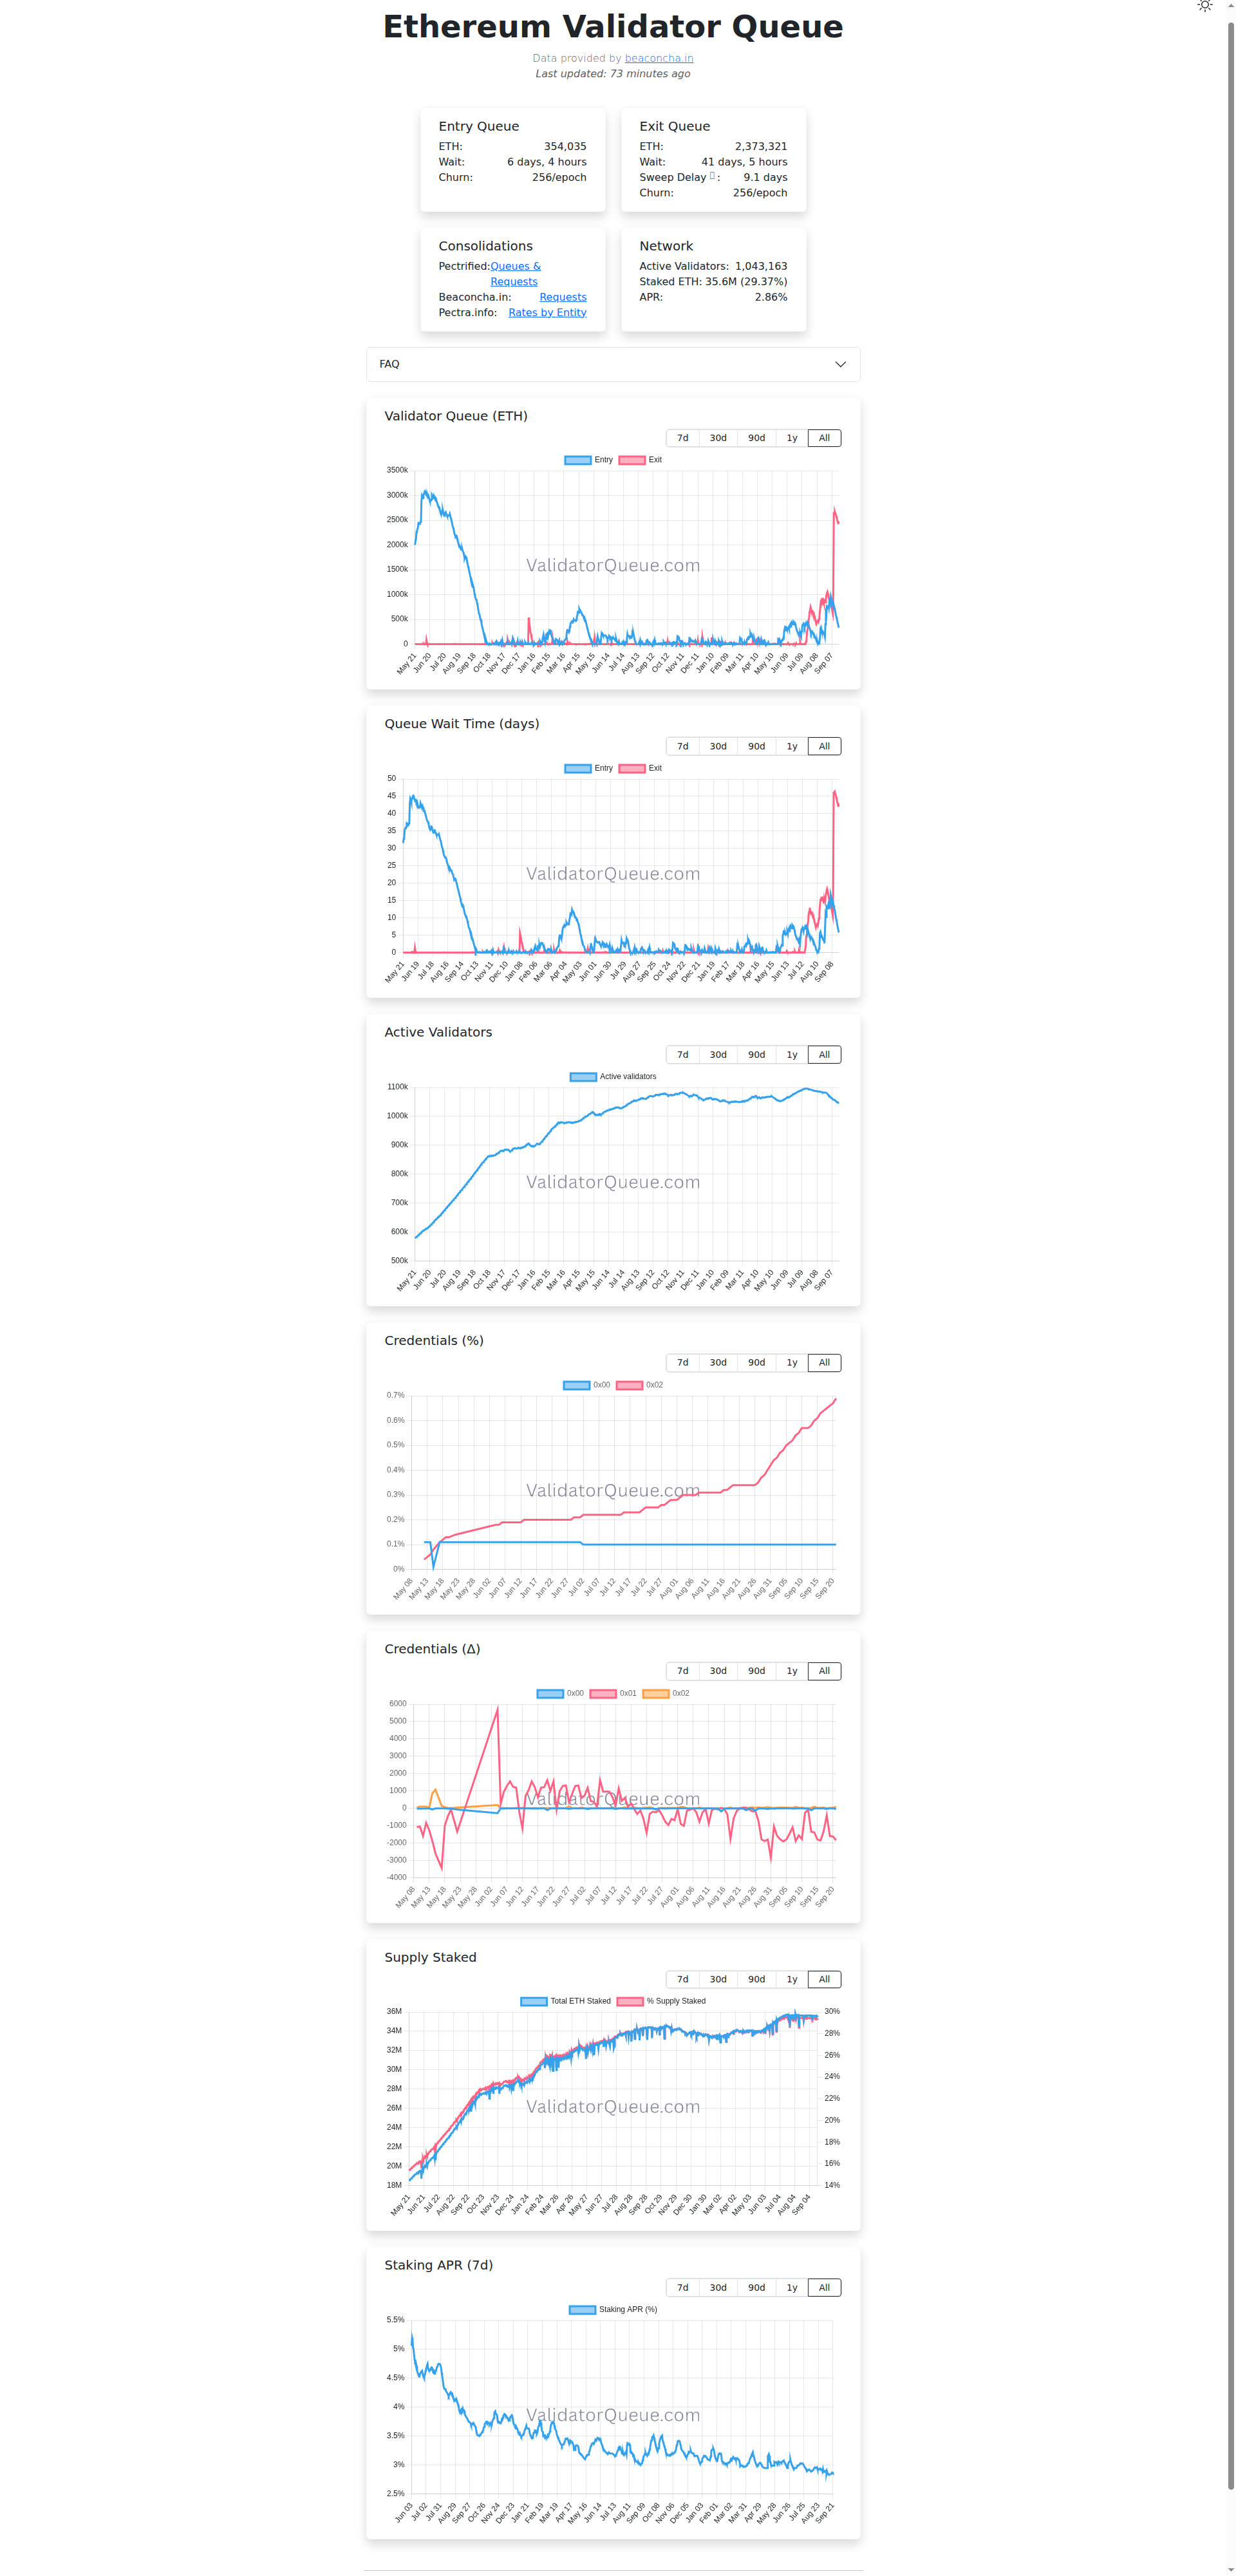 Ethereum Validator Queue
Data provided by beaconcha.in
Last updated: 73 minutes ago
Entry Queue
ETH: 354,035
Wait: 6 days, 4 hours
Churn: 256/epoch
Exit Queue
ETH: 2,373,321
Wait: 41 days, 5 hours
Sweep Delay : 9.1 days
Churn: 256/epoch
Consolidations
Pectrified: Queues &
Requests
Beaconcha.in: Requests
Pectra.info: Rates by Entity
Network
Active Validators: 1,043,163
Staked ETH: 35.6M (29.37%)
APR: 2.86%
FAQ
Validator Queue (ETH)
7d 30d 90d 1y All
Entry Exit
3500k
3000k
2500k
2000k
1500k
1000k
500k
0
ValidatorQueue.com
May 21 Jun 20 Jul 20 Aug 19 Sep 18 Oct 18 Nov 17 Dec 17 Jan 16 Feb 15 Mar 16 Apr 15 May 15 Jun 14 Jul 14 Aug 13 Sep 12 Oct 12 Nov 11 Dec 11 Jan 10 Feb 09 Mar 11 Apr 10 May 10 Jun 09 Jul 09 Aug 08 Sep 07
Queue Wait Time (days)
7d 30d 90d 1y All
Entry Exit
50
45
40
35
30
25
20
15
10
5
0
ValidatorQueue.com
May 21 Jun 19 Jul 18 Aug 16 Sep 14 Oct 13 Nov 11 Dec 10 Jan 08 Feb 06 Mar 06 Apr 04 May 03 Jun 01 Jun 30 Jul 29 Aug 27 Sep 25 Oct 24 Nov 22 Dec 21 Jan 19 Feb 17 Mar 18 Apr 16 May 15 Jun 13 Jul 12 Aug 10 Sep 08
Active Validators
7d 30d 90d 1y All
Active validators
1100k
1000k
900k
800k
700k
600k
500k
ValidatorQueue.com
May 21 Jun 20 Jul 20 Aug 19 Sep 18 Oct 18 Nov 17 Dec 17 Jan 16 Feb 15 Mar 16 Apr 15 May 15 Jun 14 Jul 14 Aug 13 Sep 12 Oct 12 Nov 11 Dec 11 Jan 10 Feb 09 Mar 11 Apr 10 May 10 Jun 09 Jul 09 Aug 08 Sep 07
Credentials (%)
7d 30d 90d 1y All
0x00 0x02
0.7%
0.6%
0.5%
0.4%
0.3%
0.2%
0.1%
0%
ValidatorQueue.com
May 08 May 13 May 18 May 23 May 28 Jun 02 Jun 07 Jun 12 Jun 17 Jun 22 Jun 27 Jul 02 Jul 07 Jul 12 Jul 17 Jul 22 Jul 27 Aug 01 Aug 06 Aug 11 Aug 16 Aug 21 Aug 26 Aug 31 Sep 05 Sep 10 Sep 15 Sep 20
Credentials (Δ)
7d 30d 90d 1y All
0x00 0x01 0x02
6000
5000
4000
3000
2000
1000
0
-1000
-2000
-3000
-4000
ValidatorQueue.com
May 08 May 13 May 18 May 23 May 28 Jun 02 Jun 07 Jun 12 Jun 17 Jun 22 Jun 27 Jul 02 Jul 07 Jul 12 Jul 17 Jul 22 Jul 27 Aug 01 Aug 06 Aug 11 Aug 16 Aug 21 Aug 26 Aug 31 Sep 05 Sep 10 Sep 15 Sep 20
Supply Staked
7d 30d 90d 1y All
Total ETH Staked % Supply Staked
36M 30%
34M 28%
32M 26%
30M 24%
28M 22%
26M 20%
24M 18%
22M 16%
20M 14%
18M
ValidatorQueue.com
May 21 Jun 21 Jul 22 Aug 22 Sep 22 Oct 23 Nov 23 Dec 24 Jan 24 Feb 24 Mar 26 Apr 26 May 27 Jun 27 Jul 28 Aug 28 Sep 28 Oct 29 Nov 29 Dec 30 Jan 30 Mar 02 Apr 02 May 03 Jun 03 Jul 04 Aug 04 Sep 04
Staking APR (7d)
7d 30d 90d 1y All
Staking APR (%)
5.5%
5%
4.5%
4%
3.5%
3%
2.5%
ValidatorQueue.com
Jun 03 Jul 02 Jul 31 Aug 29 Sep 27 Oct 26 Nov 24 Dec 23 Jan 21 Feb 19 Mar 19 Apr 17 May 16 Jun 14 Jul 13 Aug 11 Sep 09 Oct 08 Nov 06 Dec 05 Jan 03 Feb 01 Mar 02 Mar 31 Apr 29 May 28 Jun 26 Jul 25 Aug 23 Sep 21